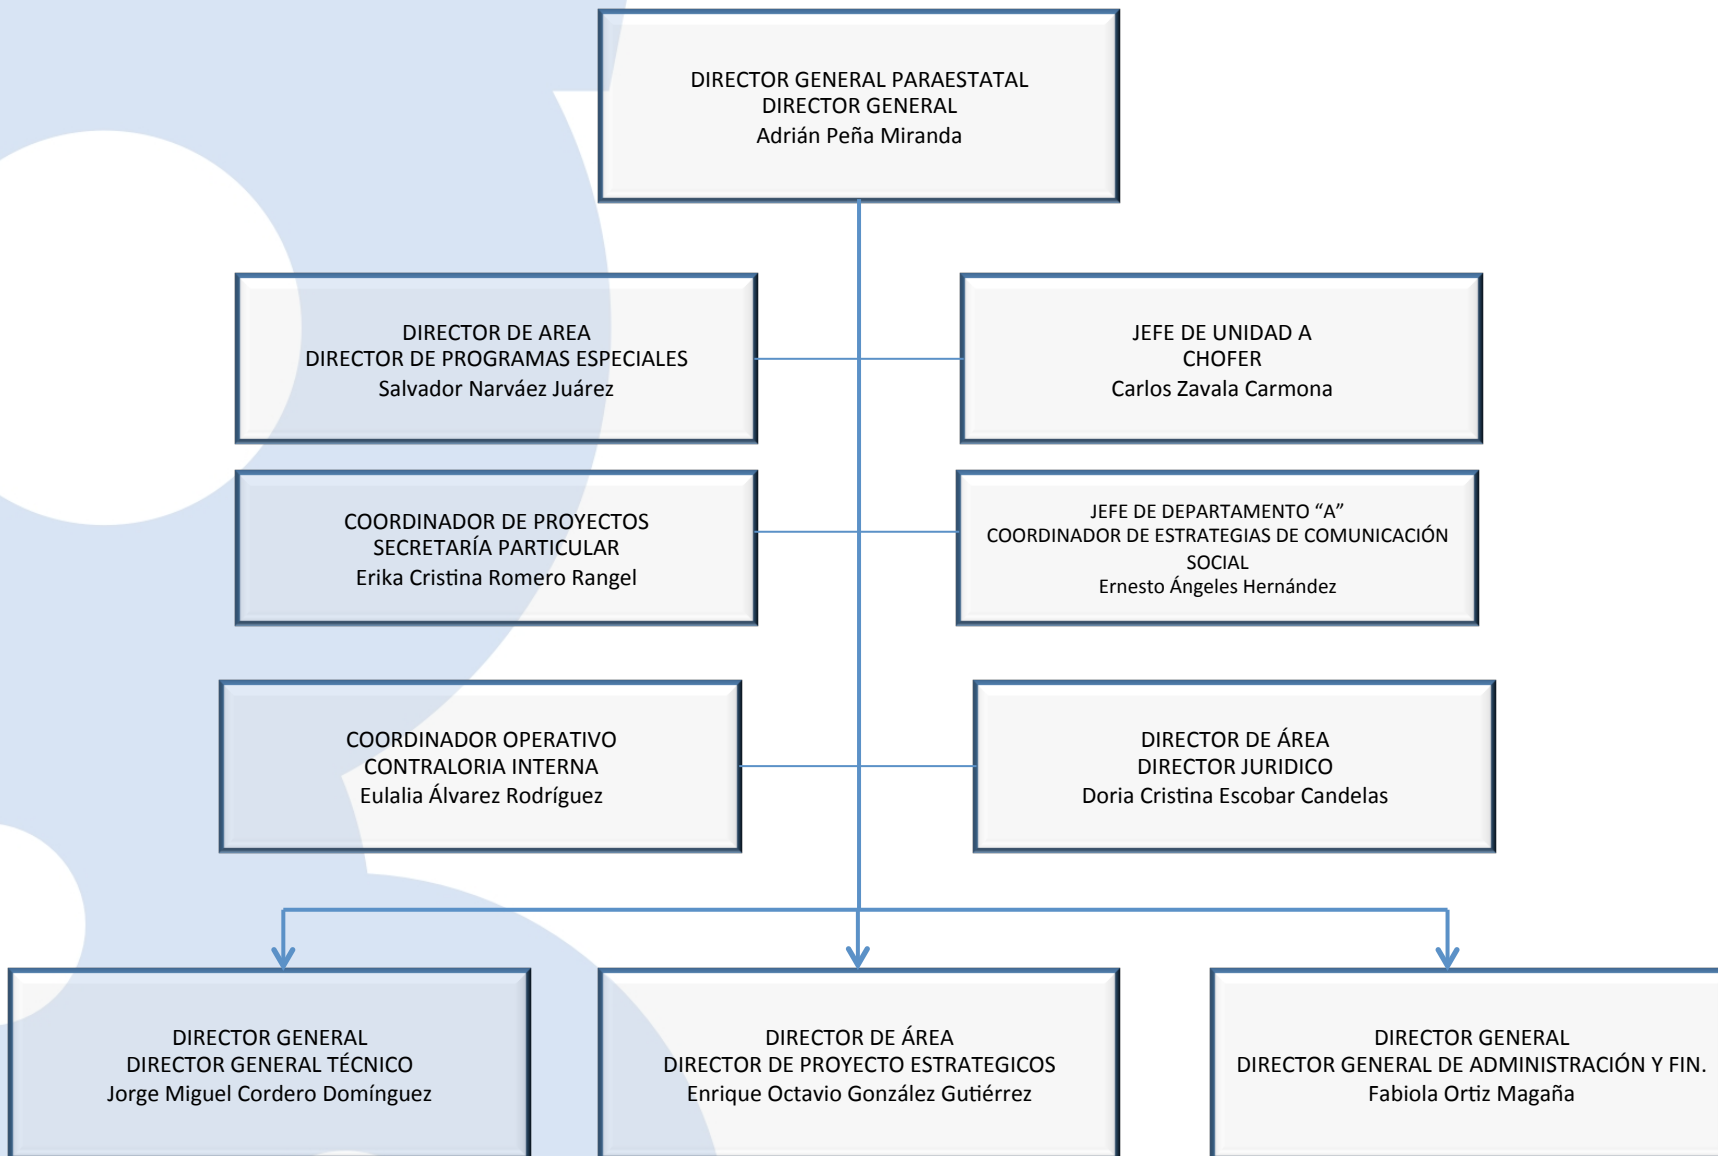 DIRECTOR GENERAL PARAESTATAL
DIRECTOR GENERAL
Adrián Peña Miranda
DIRECTOR DE AREA
DIRECTOR DE PROGRAMAS ESPECIALES
Salvador Narváez Juárez
JEFE DE UNIDAD A
CHOFER
Carlos Zavala Carmona
COORDINADOR DE PROYECTOS
SECRETARÍA PARTICULAR
Erika Cristina Romero Rangel
JEFE DE DEPARTAMENTO “A”
COORDINADOR DE ESTRATEGIAS DE COMUNICACIÓN
SOCIAL
Ernesto Ángeles Hernández
COORDINADOR OPERATIVO
CONTRALORIA INTERNA
Eulalia Álvarez Rodríguez
DIRECTOR DE ÁREA
DIRECTOR JURIDICO
Doria Cristina Escobar Candelas
DIRECTOR GENERAL
DIRECTOR GENERAL TÉCNICO
Jorge Miguel Cordero Domínguez
DIRECTOR DE ÁREA
DIRECTOR DE PROYECTO ESTRATEGICOS
Enrique Octavio González Gutiérrez
DIRECTOR GENERAL
DIRECTOR GENERAL DE ADMINISTRACIÓN Y FIN.
Fabiola Ortiz Magaña